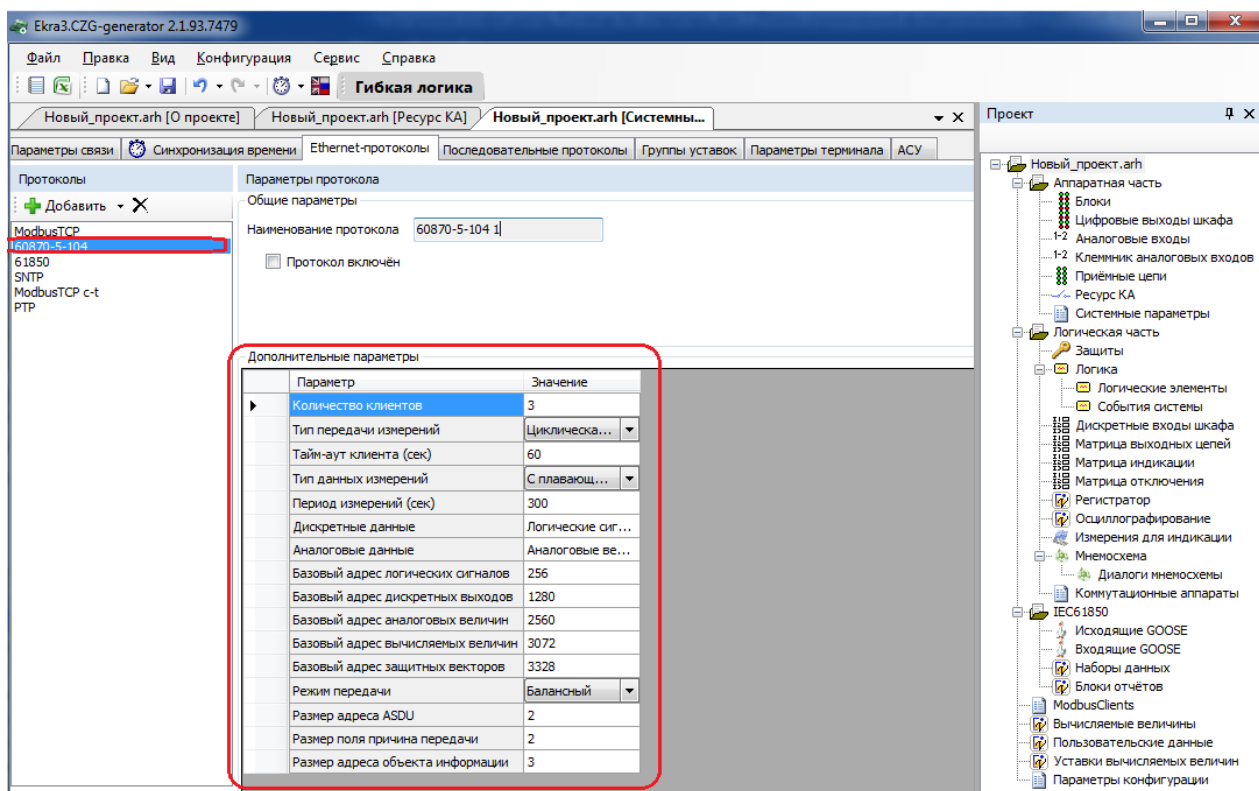 Ekra3.CZG-generator 2.1.93.7479
Файл Правка Вид Конфигурация Сервис Справка
Гибкая логика
Новый_проект.arh [О проекте] Новый_проект.arh [Ресурс КА] Новый_проект.arh [Системны...
Параметры связи Синхронизация времени Ethernet-протоколы Последовательные протоколы Группы уставок Параметры терминала АСУ
Протоколы
Добавить
ModbusTCP
60870-5-104
61850
SNTP
ModbusTCP c-t
PTP
Параметры протокола
Общие параметры
Наименование протокола 60870-5-104 1
Протокол включён
Дополнительные параметры
Параметр Значение
Количество клиентов 3
Тип передачи измерений Циклическа...
Тайм-аут клиента (сек) 60
Тип данных измерений С плавающ...
Период измерений (сек) 300
Дискретные данные Логические сиг...
Аналоговые данные Аналоговые ве...
Базовый адрес логических сигналов 256
Базовый адрес дискретных выходов 1280
Базовый адрес аналоговых величин 2560
Базовый адрес вычисляемых величин 3072
Базовый адрес защитных векторов 3328
Режим передачи Балансный
Размер адреса ASDU 2
Размер поля причина передачи 2
Размер адреса объекта информации 3
Проект
Новый_проект.arh
Аппаратная часть
Блоки
Цифровые выходы шкафа
1-2 Аналоговые входы
1-2 Клеммник аналоговых входов
Приёмные цепи
Ресурс КА
Системные параметры
Логическая часть
Защиты
Логика
Логические элементы
События системы
Дискретные входы шкафа
Матрица выходных цепей
Матрица индикации
Матрица отключения
Регистратор
Осциллографирование
Измерения для индикации
Мнемосхема
Диалоги мнемосхемы
Коммутационные аппараты
IEC61850
Исходящие GOOSE
Входящие GOOSE
Наборы данных
Блоки отчётов
ModbusClients
Вычисляемые величины
Пользовательские данные
Уставки вычисляемых величин
Параметры конфигурации